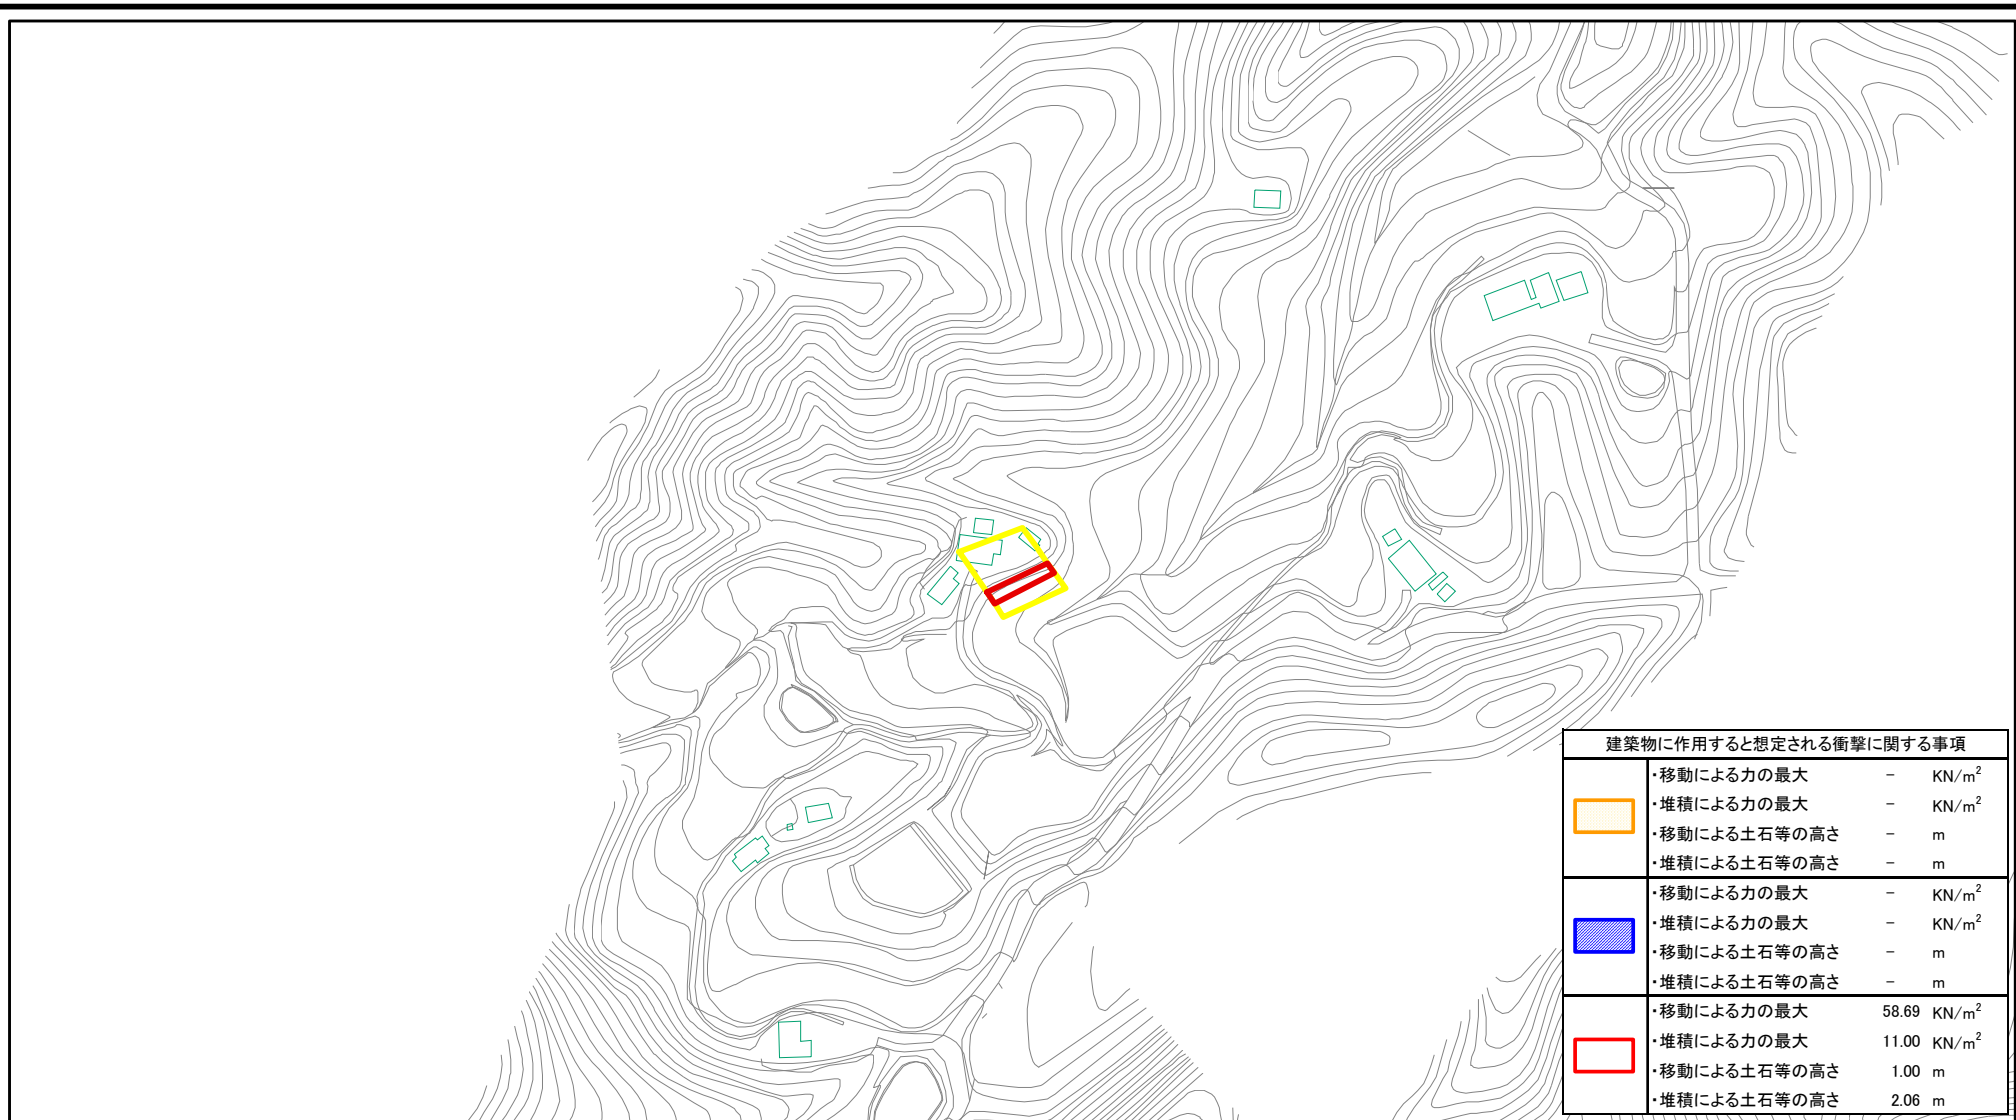 建築物に作用すると想定される衝撃に関する事項
・移動による力の最大 － KN/m²
・堆積による力の最大 － KN/m²
・移動による土石等の高さ － m
・堆積による土石等の高さ － m
・移動による力の最大 － KN/m²
・堆積による力の最大 － KN/m²
・移動による土石等の高さ － m
・堆積による土石等の高さ － m
・移動による力の最大 58.69 KN/m²
・堆積による力の最大 11.00 KN/m²
・移動による土石等の高さ 1.00 m
・堆積による土石等の高さ 2.06 m